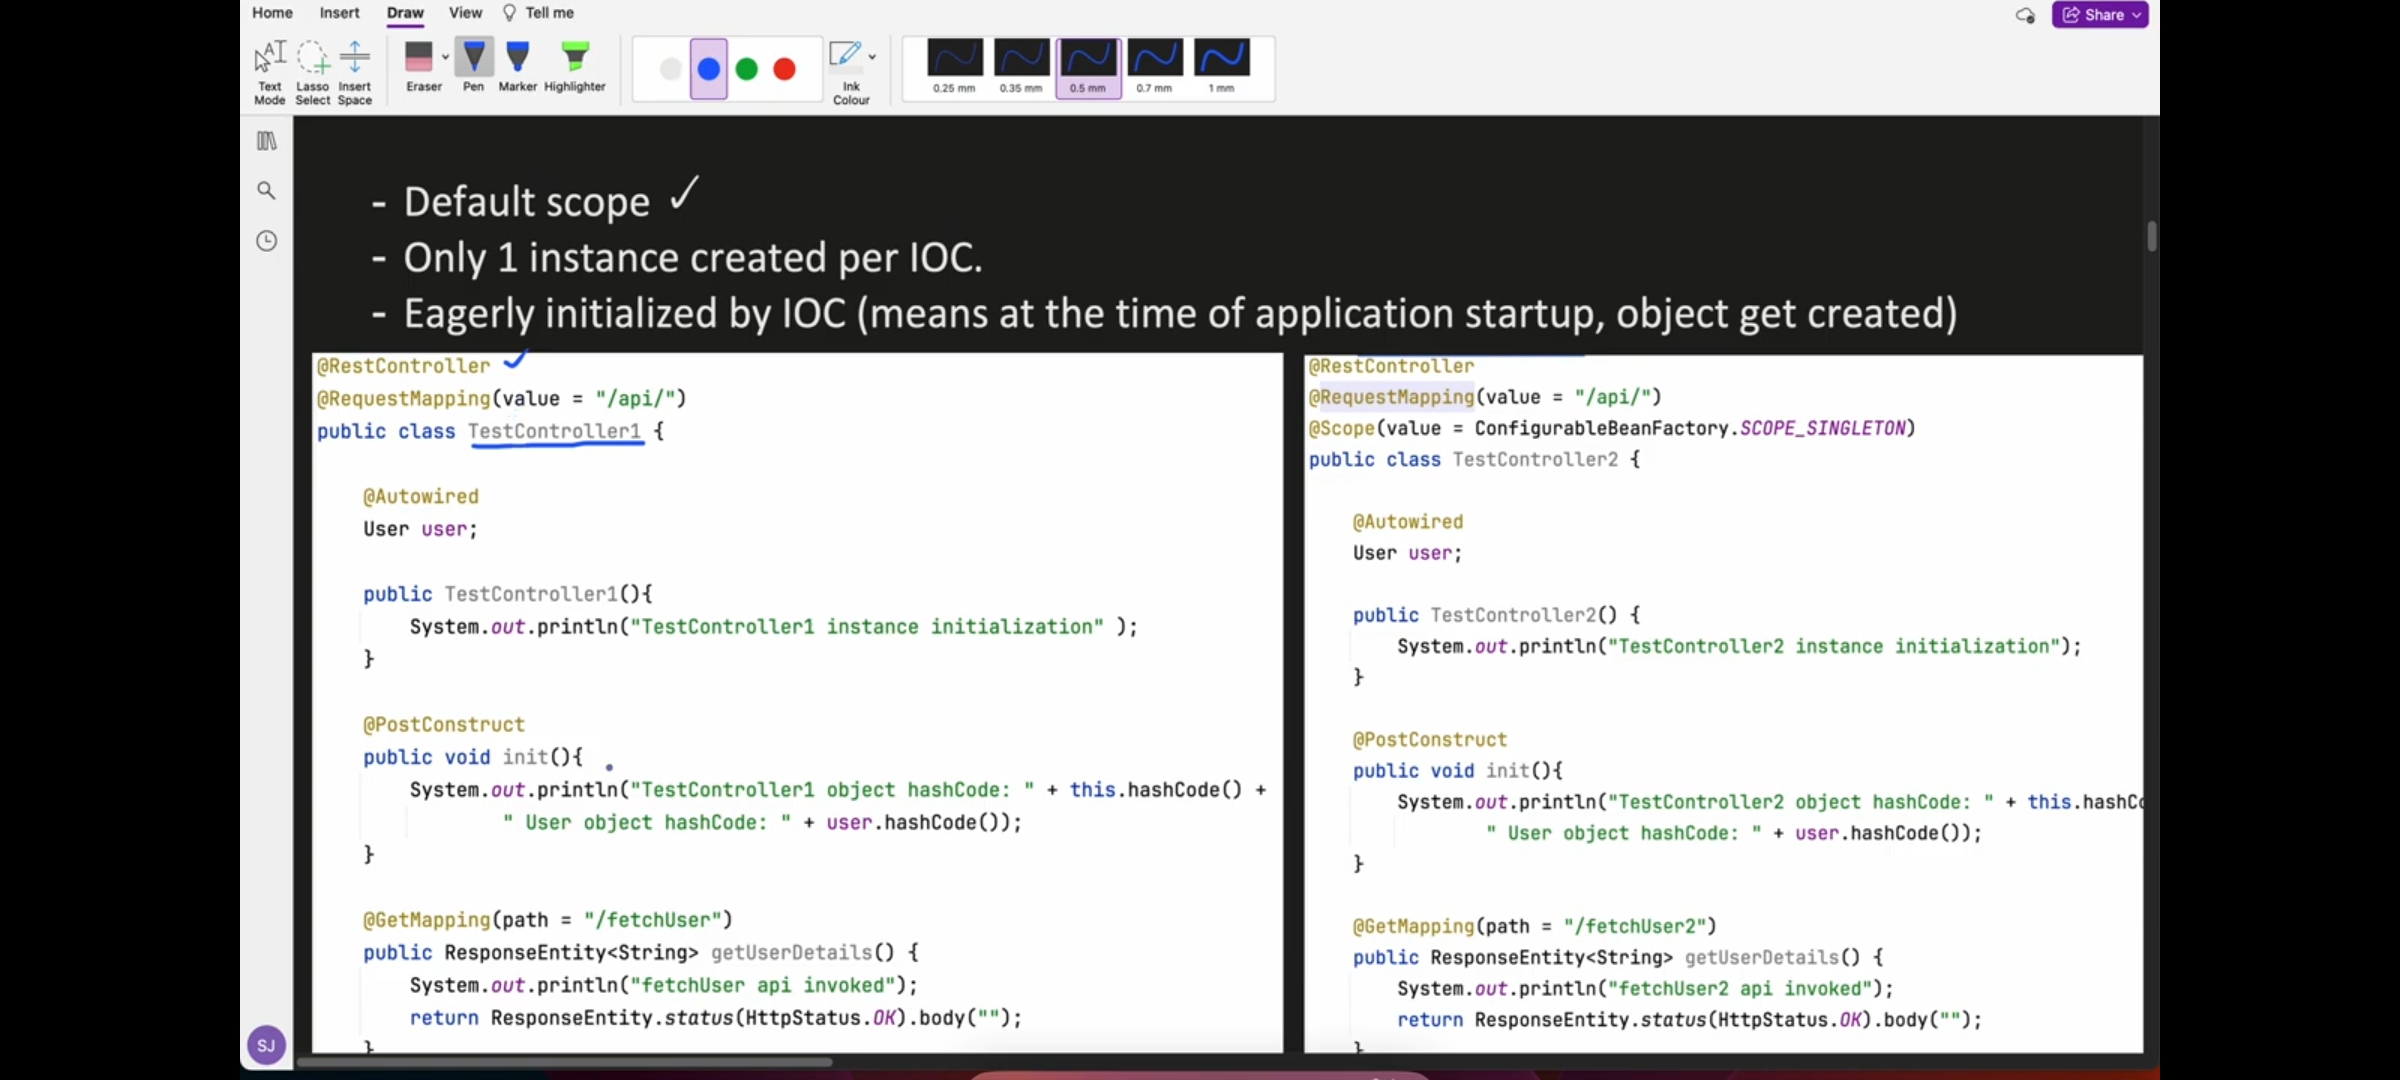 Home Insert Draw View Tell me
Share
Text Mode
Lasso Select
Insert Space
Eraser
Pen
Marker
Highlighter
Ink Colour
0.25 mm
0.35 mm
0.5 mm
0.7 mm
1 mm
- Default scope ✓
- Only 1 instance created per IOC.
- Eagerly initialized by IOC (means at the time of application startup, object get created)
@RestController
@RequestMapping(value = "/api/")
public class TestController1 {
@Autowired
User user;
public TestController1(){
System.out.println("TestController1 instance initialization" );
}
@PostConstruct
public void init(){
System.out.println("TestController1 object hashCode: " + this.hashCode() +
" User object hashCode: " + user.hashCode());
}
@GetMapping(path = "/fetchUser")
public ResponseEntity<String> getUserDetails() {
System.out.println("fetchUser api invoked");
return ResponseEntity.status(HttpStatus.OK).body("");
}
@RestController
@RequestMapping(value = "/api/")
@Scope(value = ConfigurableBeanFactory.SCOPE_SINGLETON)
public class TestController2 {
@Autowired
User user;
public TestController2() {
System.out.println("TestController2 instance initialization");
}
@PostConstruct
public void init(){
System.out.println("TestController2 object hashCode: " + this.hashC
" User object hashCode: " + user.hashCode());
}
@GetMapping(path = "/fetchUser2")
public ResponseEntity<String> getUserDetails() {
System.out.println("fetchUser2 api invoked");
return ResponseEntity.status(HttpStatus.OK).body("");
}
SJ